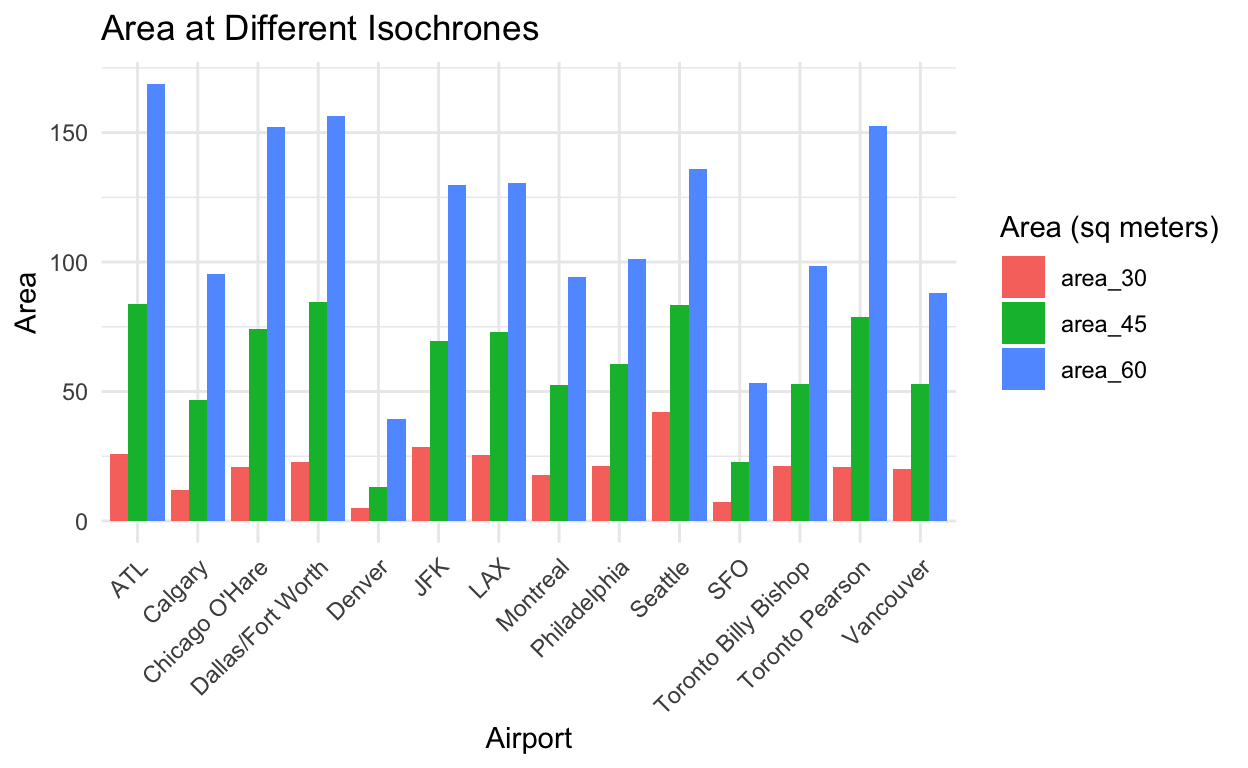 Area at Different Isochrones
Area
150
100
50
0
ATL
Calgary
Chicago O'Hare
Dallas/Fort Worth
Denver
JFK
LAX
Montreal
Philadelphia
Seattle
SFO
Toronto Billy Bishop
Toronto Pearson
Vancouver
Airport
Area (sq meters)
area_30
area_45
area_60